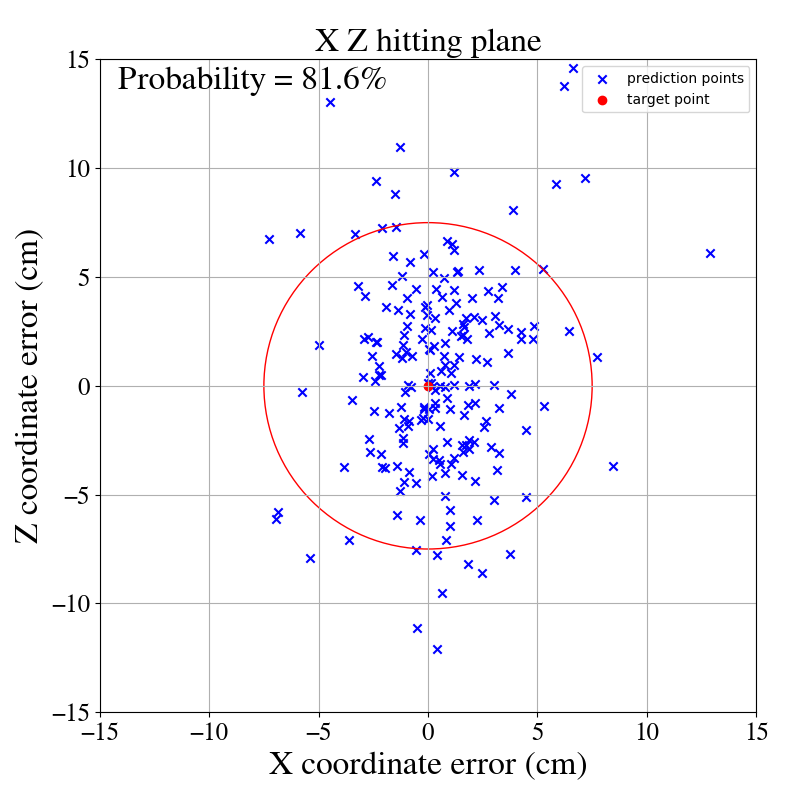 X Z hitting plane
Probability = 81.6%
prediction points
target point
Z coordinate error (cm)
15
10
5
0
−5
−10
−15
−15 −10 −5 0 5 10 15
X coordinate error (cm)